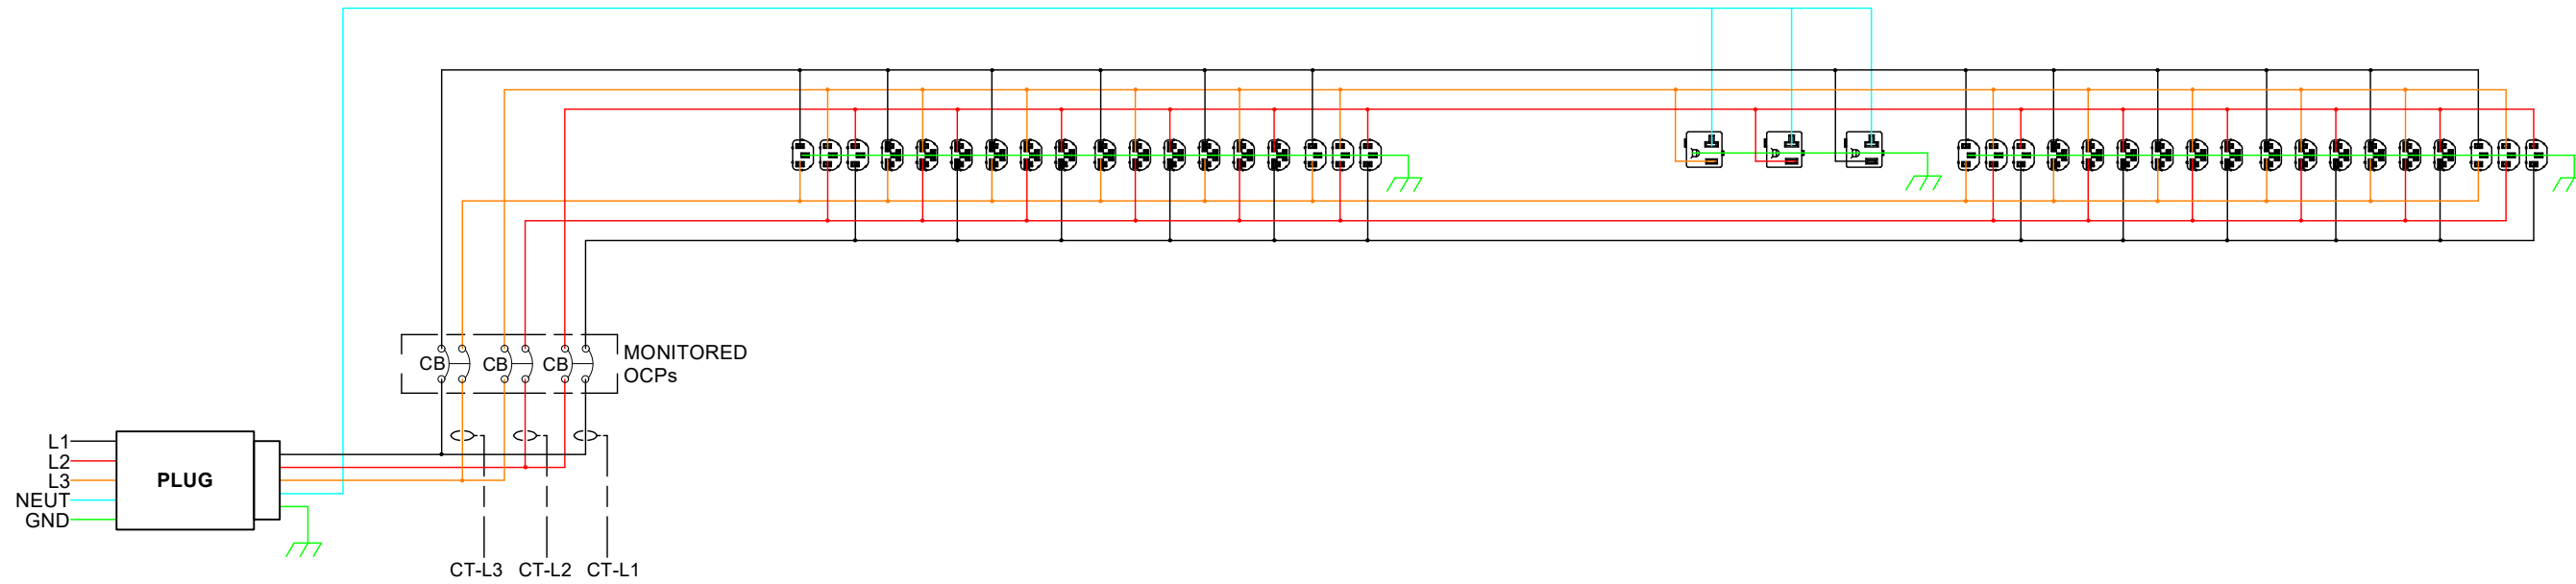 CB
CB
CB
MONITORED
OCPs
L1
L2
L3
NEUT
GND
PLUG
CT-L3
CT-L2
CT-L1